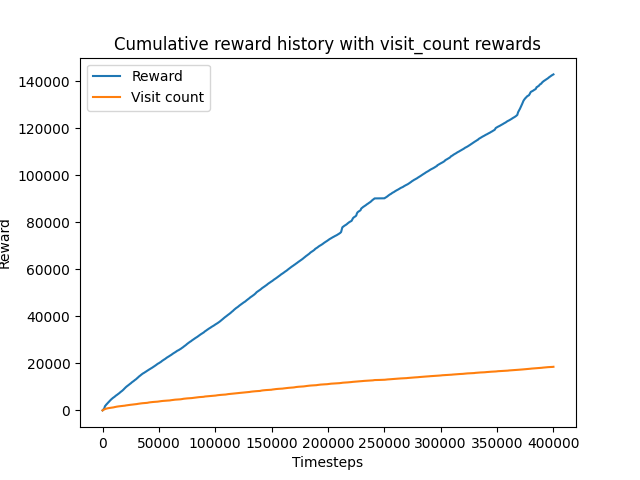 Cumulative reward history with visit_count rewards
Reward
Visit count
Reward
140000
120000
100000
80000
60000
40000
20000
0
0 50000 100000 150000 200000 250000 300000 350000 400000
Timesteps